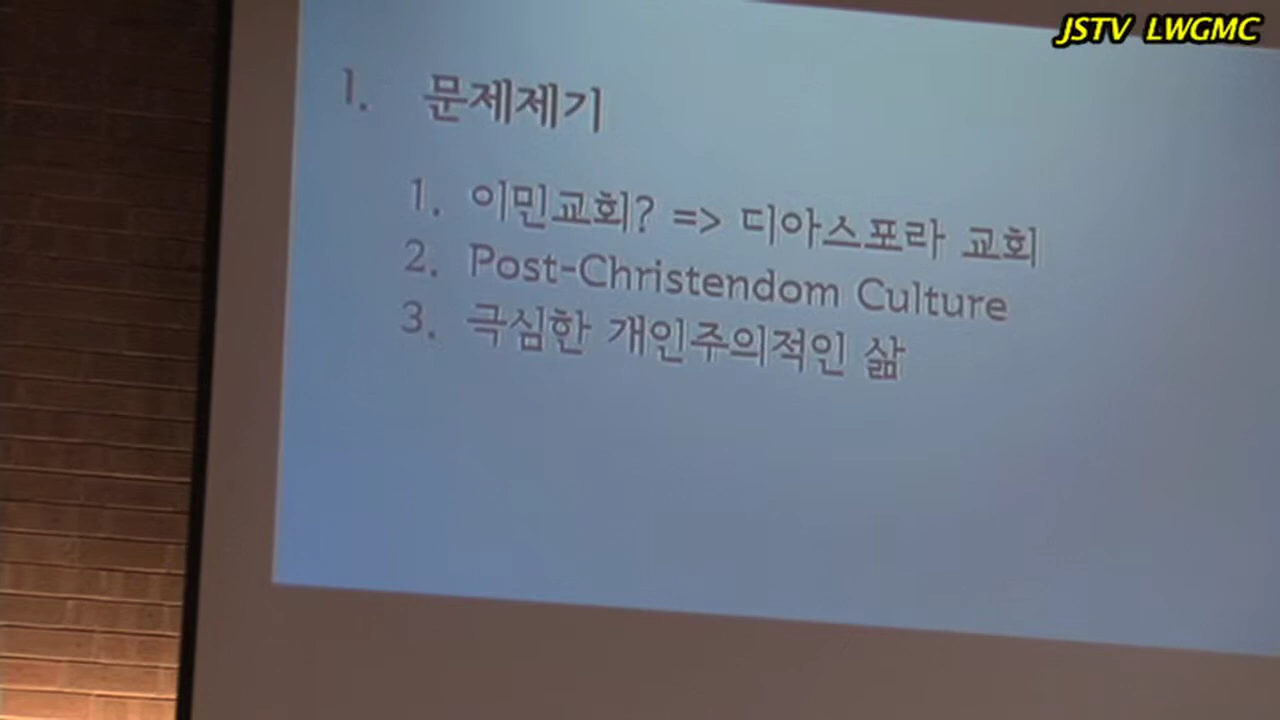 JSTV LWGMC
I. 문제제기
1. 이민교회? => 디아스포라 교회
2. Post-Christendom Culture
3. 극심한 개인주의적인 삶